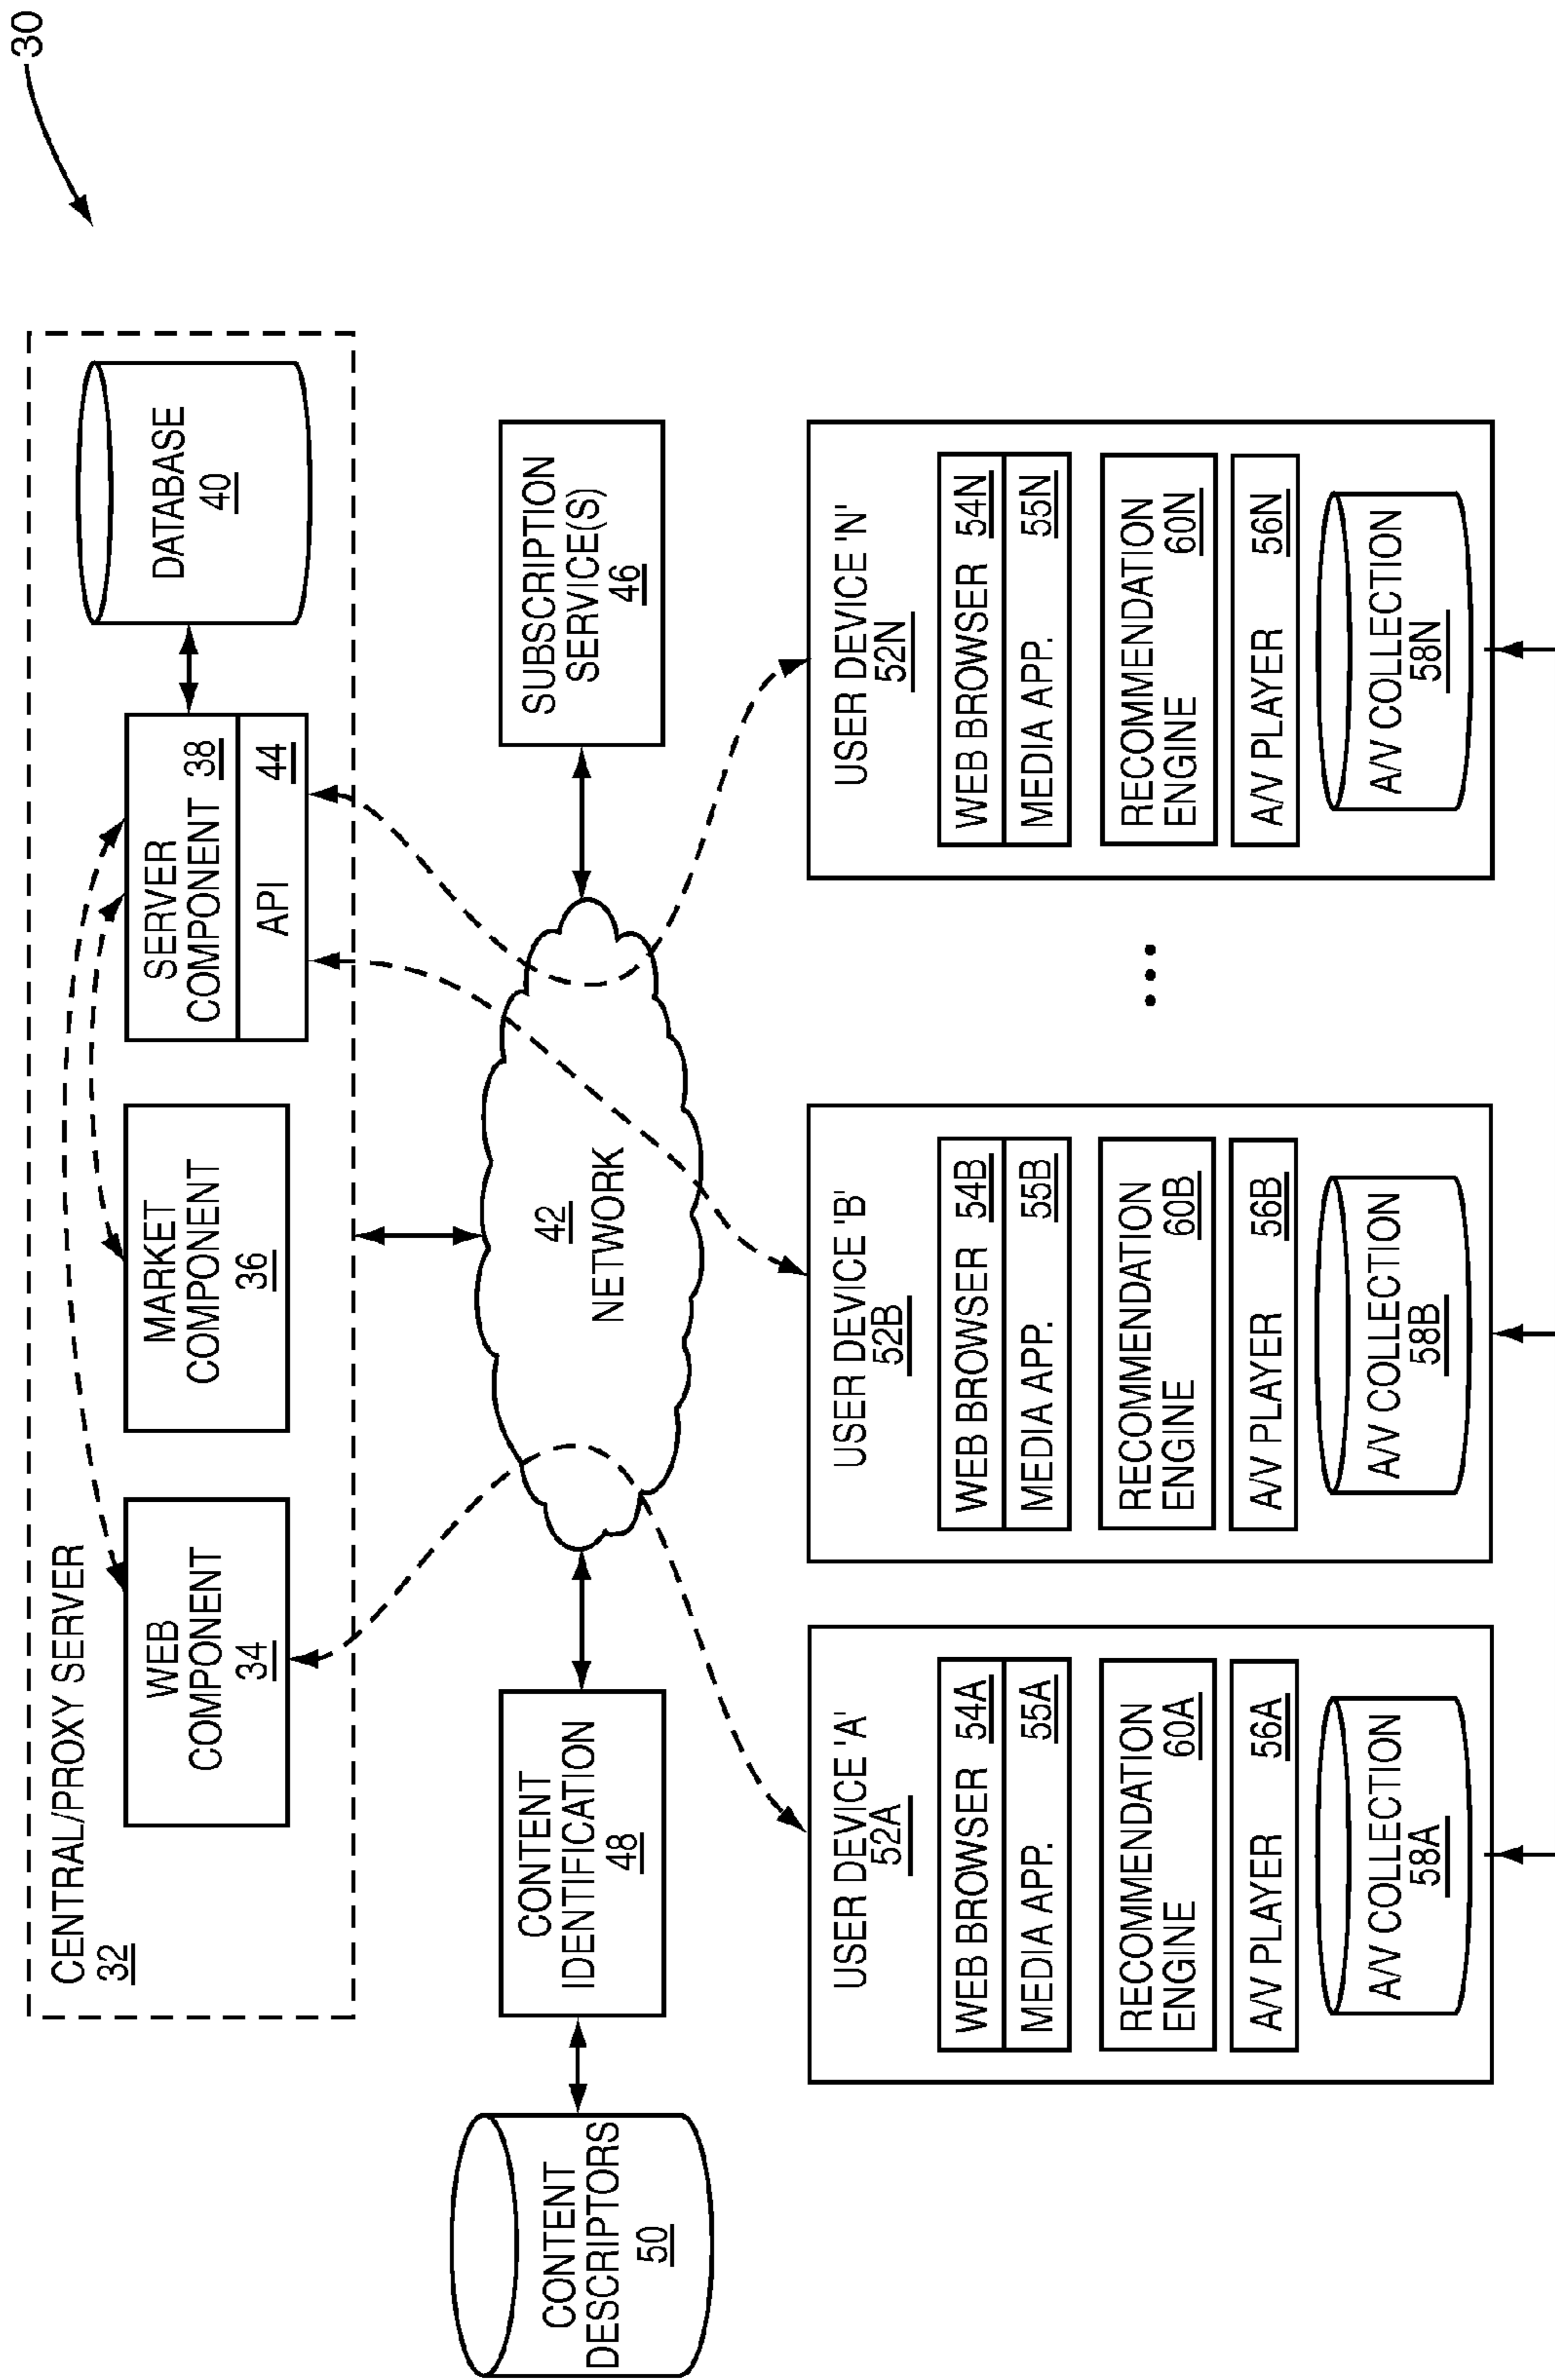 30
CENTRAL/PROXY SERVER
32
WEB
COMPONENT
34
MARKET
COMPONENT
36
SERVER
COMPONENT 38
API 44
DATABASE
40
CONTENT
DESCRIPTORS
50
CONTENT
IDENTIFICATION
48
42
NETWORK
SUBSCRIPTION
SERVICE(S)
46
USER DEVICE 'A'
52A
WEB BROWSER 54A
MEDIA APP. 55A
RECOMMENDATION
ENGINE 60A
A/V PLAYER 56A
A/V COLLECTION
58A
USER DEVICE 'B'
52B
WEB BROWSER 54B
MEDIA APP. 55B
RECOMMENDATION
ENGINE 60B
A/V PLAYER 56B
A/V COLLECTION
58B
...
USER DEVICE 'N'
52N
WEB BROWSER 54N
MEDIA APP. 55N
RECOMMENDATION
ENGINE 60N
A/V PLAYER 56N
A/V COLLECTION
58N